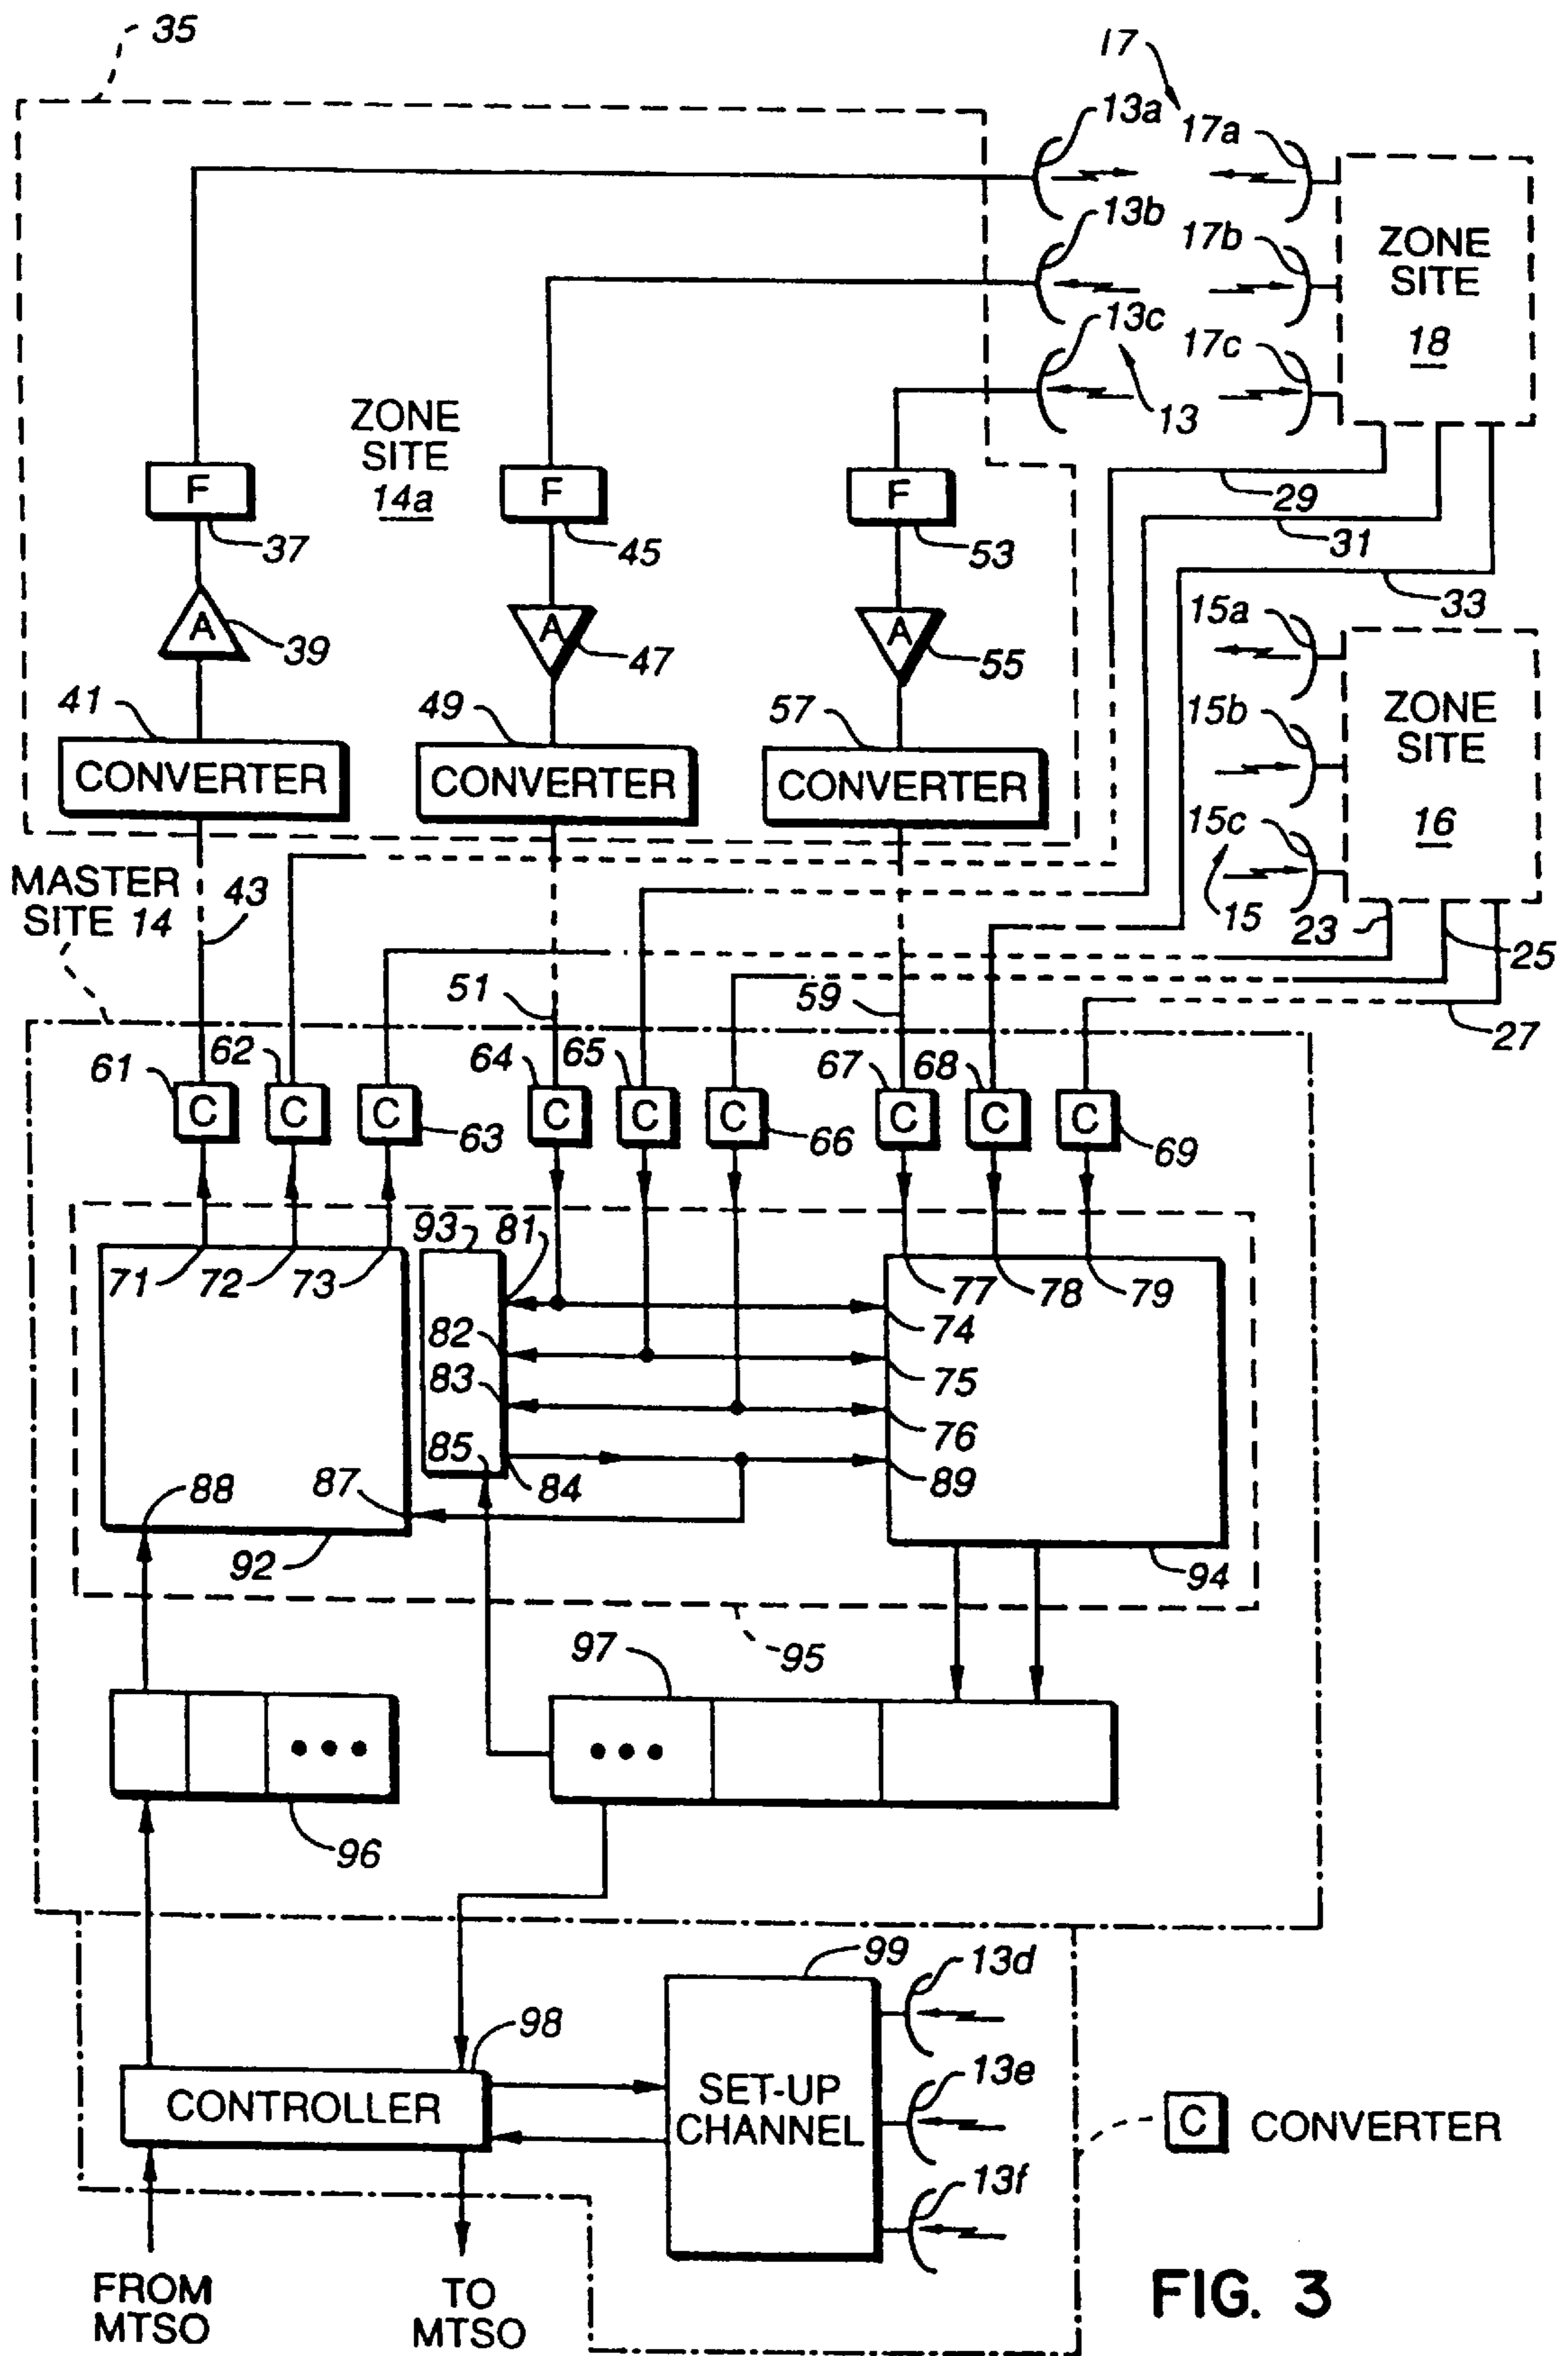 35
17
13a
17a
13b
17b
13c
17c
ZONE
SITE
18
13
ZONE
SITE
14a
F
F
F
29
37
45
53
31
33
A
39
A
47
A
55
15a
41
49
57
15b
ZONE
SITE
CONVERTER
CONVERTER
CONVERTER
15c
16
MASTER
SITE 14
43
15
23
25
51
59
27
61
62
64
65
67
68
C
C
C
C
C
C
C
C
C
63
66
69
93
81
71
72
73
77
78
79
74
82
75
83
76
85
84
89
88
87
92
94
97
95
96
99
13d
98
CONTROLLER
SET-UP
CHANNEL
13e
C CONVERTER
13f
FROM
MTSO
TO
MTSO
FIG. 3